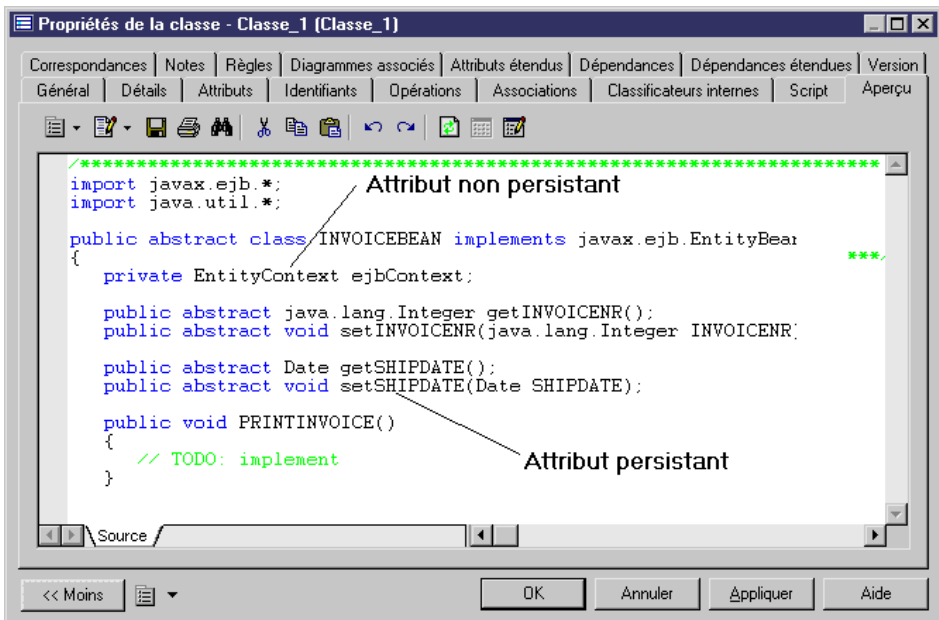 Propriétés de la classe - Classe_1 (Classe_1)
Correspondances Notes Règles Diagrammes associés Attributs étendus Dépendances Dépendances étendues Version
Général Détails Attributs Identifiants Opérations Associations Classificateurs internes Script Aperçu
/***********************************************************************
import javax.ejb.*; Attribut non persistant
import java.util.*;
public abstract class INVOICEBEAN implements javax.ejb.EntityBean
{ ***/
private EntityContext ejbContext;
public abstract java.lang.Integer getINVOICENR();
public abstract void setINVOICENR(java.lang.Integer INVOICENR)
public abstract Date getSHIPDATE();
public abstract void setSHIPDATE(Date SHIPDATE);
public void PRINTINVOICE()
{
// TODO: implement Attribut persistant
}
Source
<< Moins OK Annuler Appliquer Aide